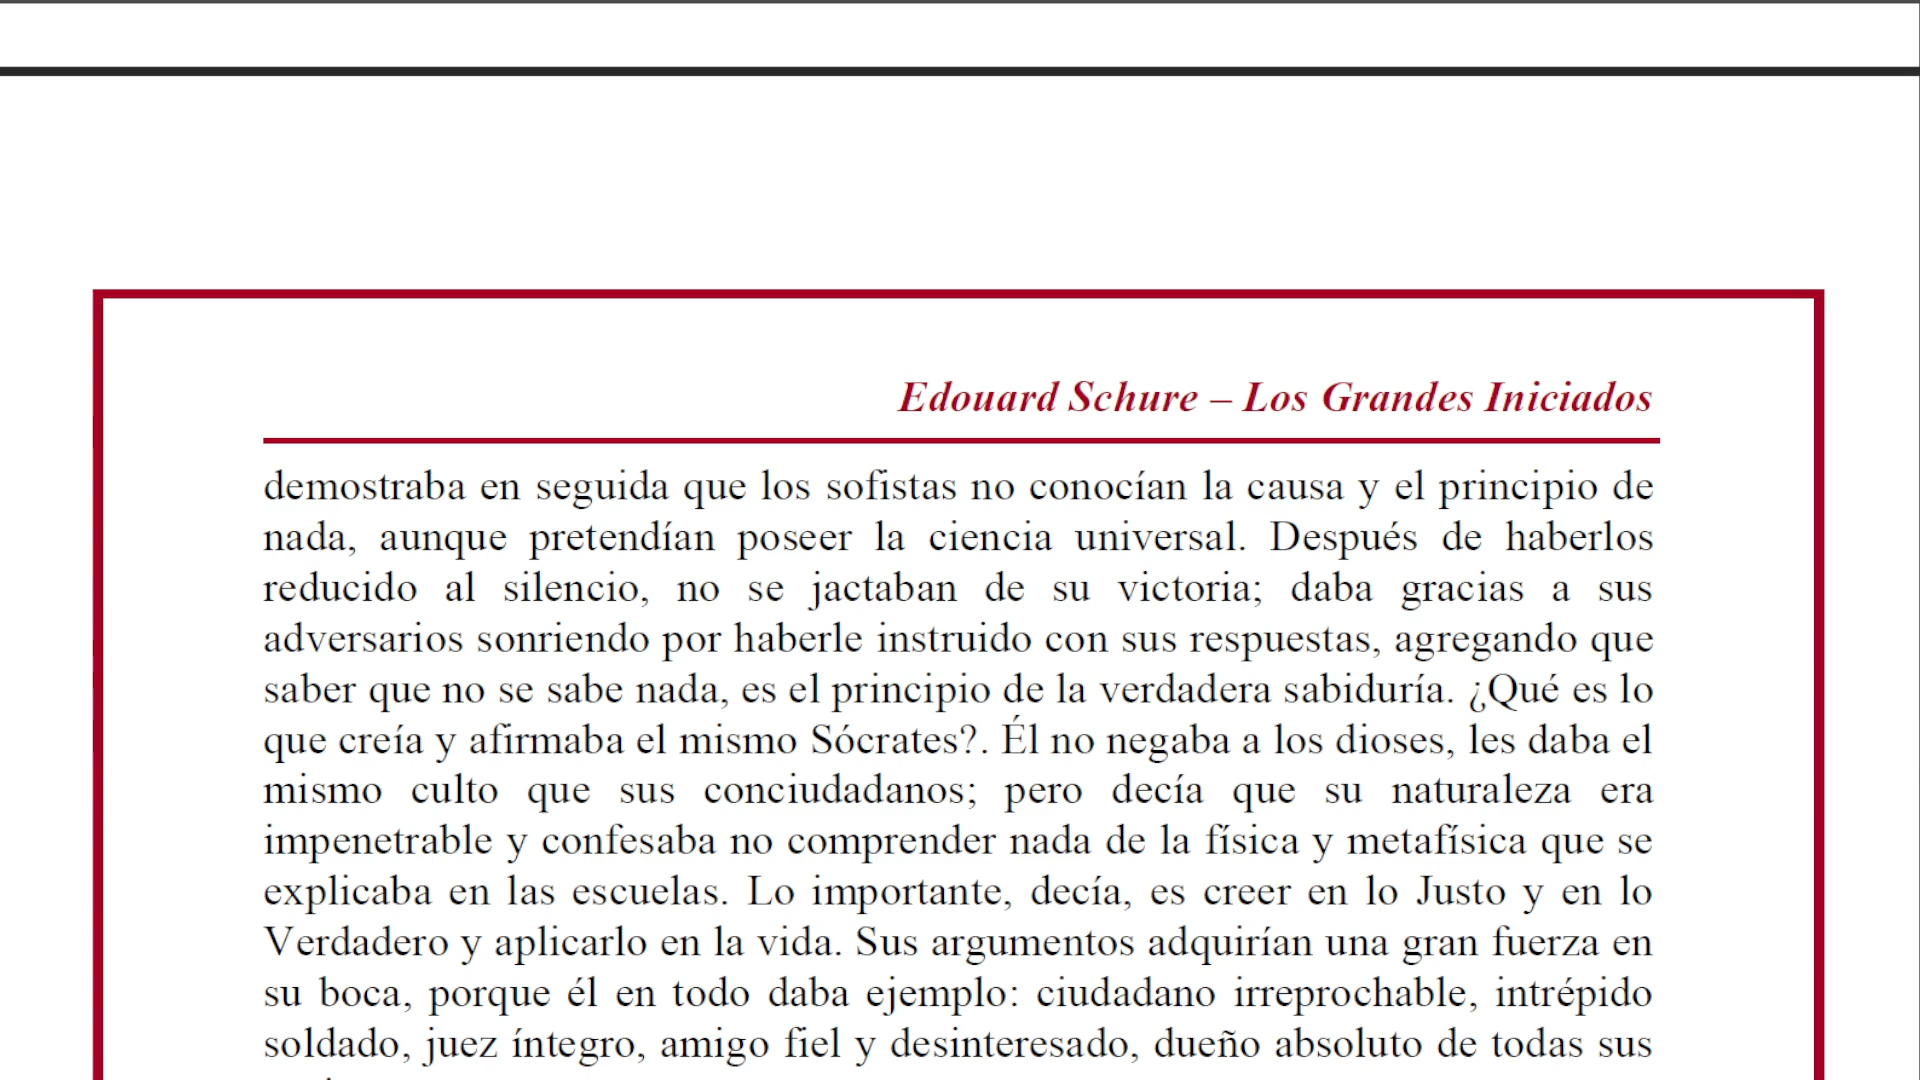 Edouard Schure – Los Grandes Iniciados
demostraba en seguida que los sofistas no conocían la causa y el principio de
nada, aunque pretendían poseer la ciencia universal. Después de haberlos
reducido al silencio, no se jactaban de su victoria; daba gracias a sus
adversarios sonriendo por haberle instruido con sus respuestas, agregando que
saber que no se sabe nada, es el principio de la verdadera sabiduría. ¿Qué es lo
que creía y afirmaba el mismo Sócrates?. Él no negaba a los dioses, les daba el
mismo culto que sus conciudadanos; pero decía que su naturaleza era
impenetrable y confesaba no comprender nada de la física y metafísica que se
explicaba en las escuelas. Lo importante, decía, es creer en lo Justo y en lo
Verdadero y aplicarlo en la vida. Sus argumentos adquirían una gran fuerza en
su boca, porque él en todo daba ejemplo: ciudadano irreprochable, intrépido
soldado, juez íntegro, amigo fiel y desinteresado, dueño absoluto de todas sus